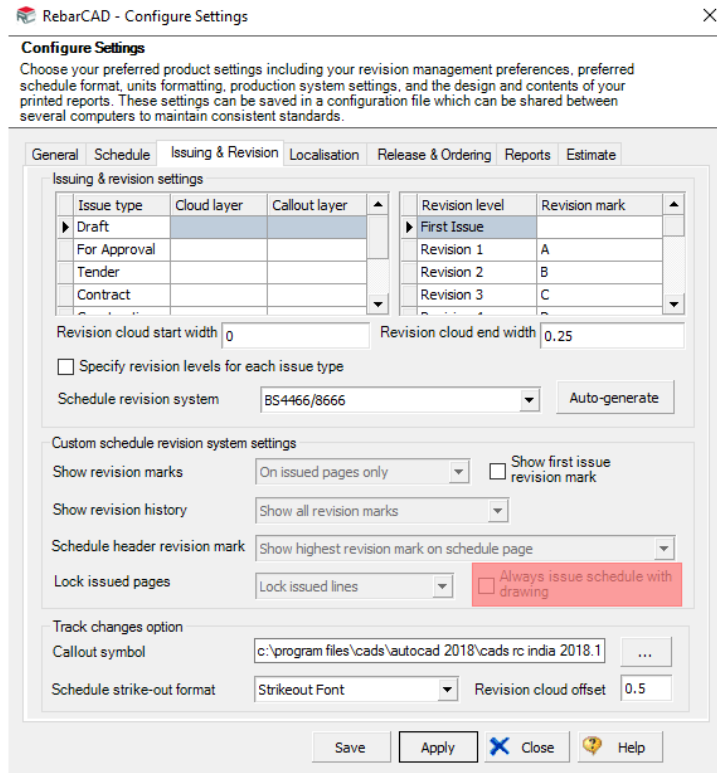 RebarCAD - Configure Settings
Configure Settings
Choose your preferred product settings including your revision management preferences, preferred
schedule format, units formatting, production system settings, and the design and contents of your
printed reports. These settings can be saved in a configuration file which can be shared between
several computers to maintain consistent standards.
General Schedule Issuing & Revision Localisation Release & Ordering Reports Estimate
Issuing & revision settings
Issue type Cloud layer Callout layer
Draft
For Approval
Tender
Contract
Revision level Revision mark
First Issue
Revision 1 A
Revision 2 B
Revision 3 C
Revision cloud start width 0 Revision cloud end width 0.25
Specify revision levels for each issue type
Schedule revision system BS4466/8666 Auto-generate
Custom schedule revision system settings
Show revision marks On issued pages only Show first issue
revision mark
Show revision history Show all revision marks
Schedule header revision mark Show highest revision mark on schedule page
Lock issued pages Lock issued lines Always issue schedule with
drawing
Track changes option
Callout symbol c:\program files\cads\autocad 2018\cads rc india 2018.1 ...
Schedule strike-out format Strikeout Font Revision cloud offset 0.5
Save Apply Close Help